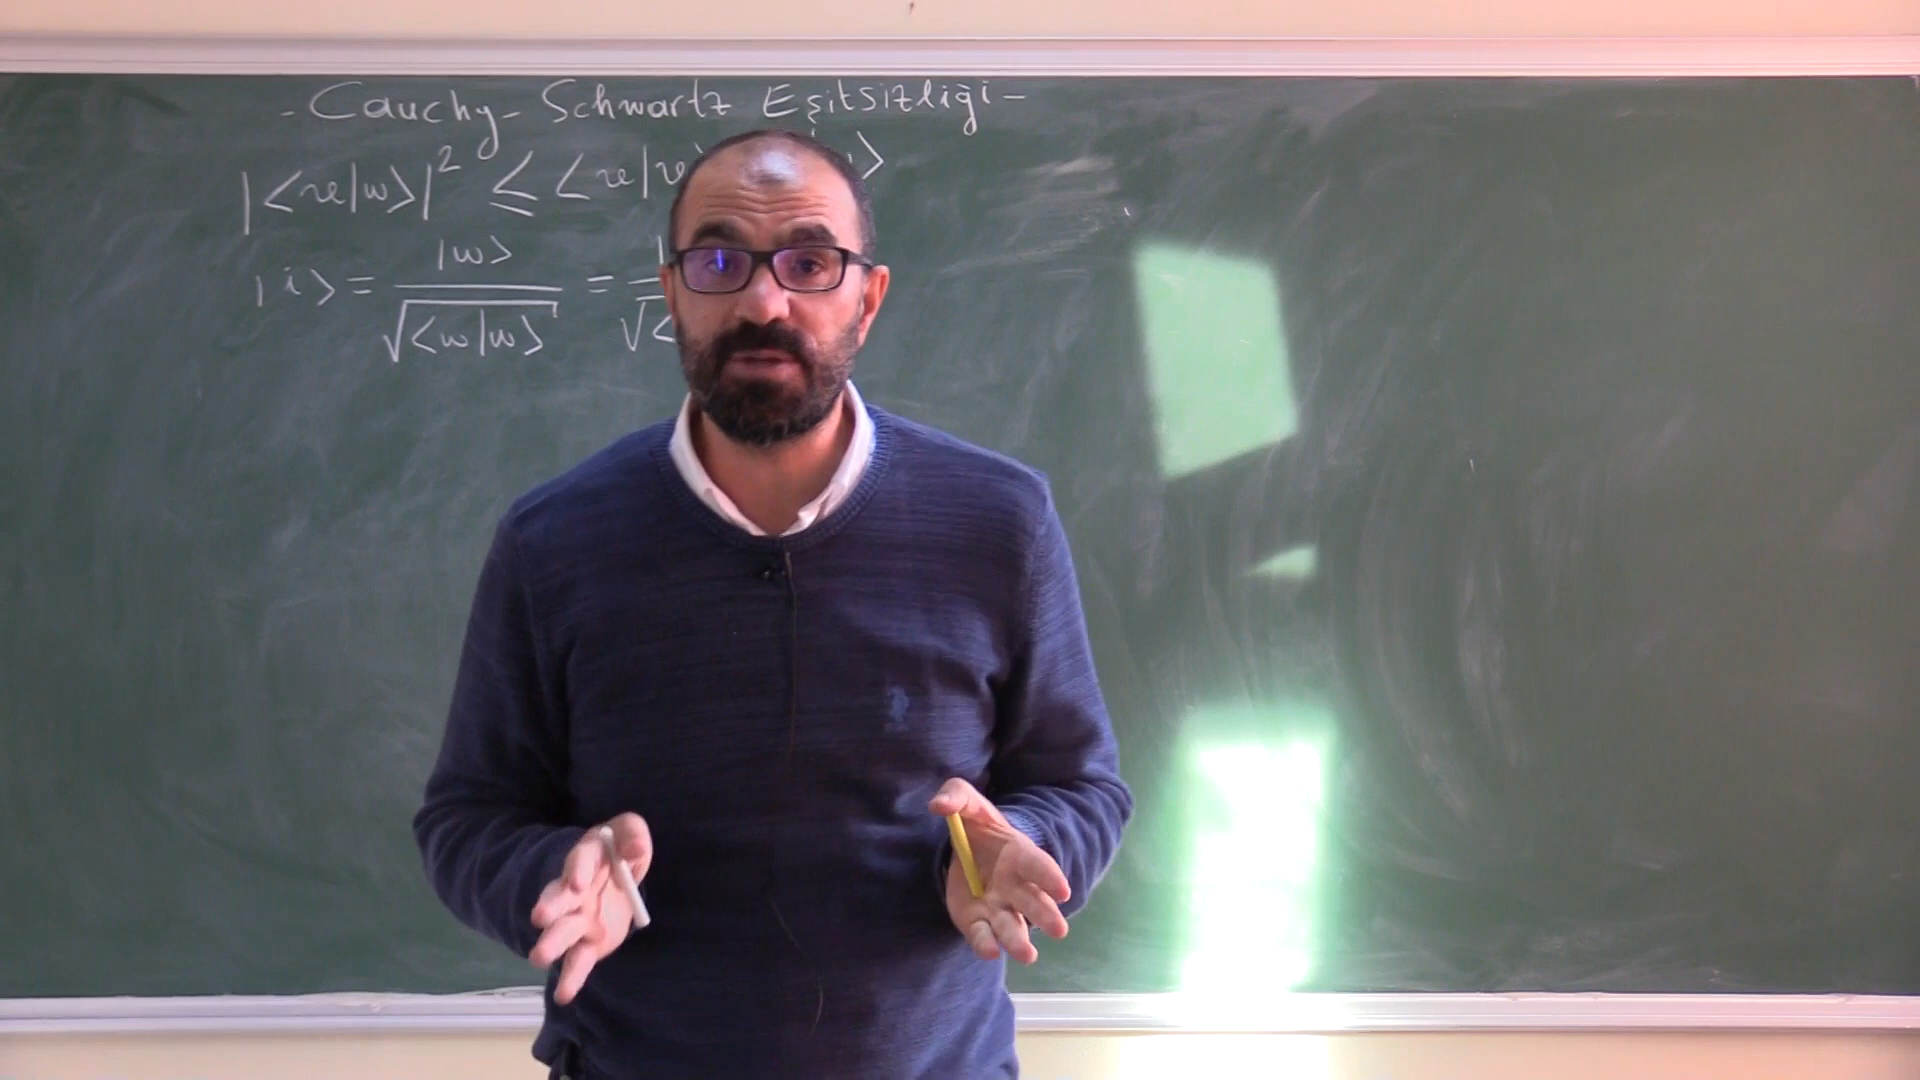 - Cauchy - Schwartz Eşitsizliği -
|<v|w>|² ≤ <v|v> >
|i> = |w> / √<w|w> = √<